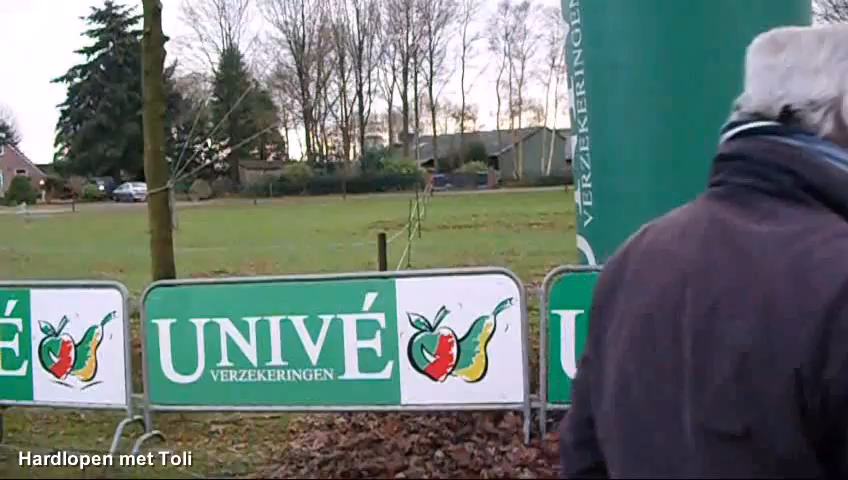 VERZEKERINGEN
É
UNIVÉ
VERZEKERINGEN
U
Hardlopen met Toli